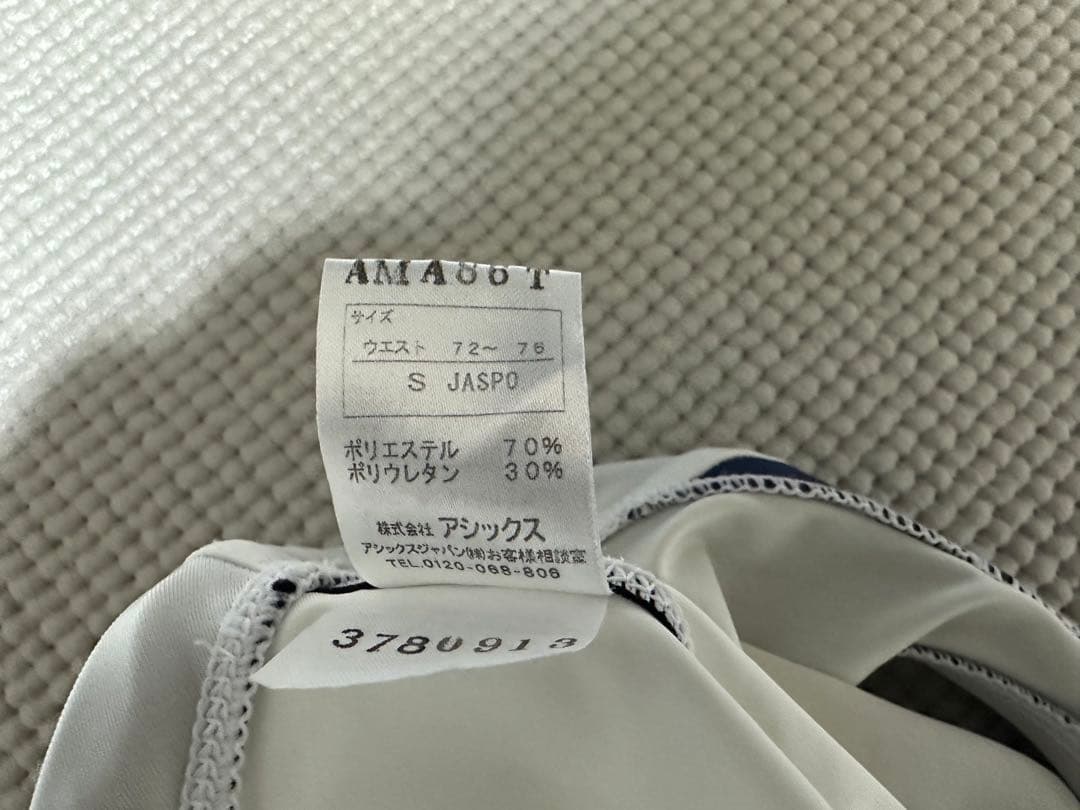 AMA86T
サイズ
ウエスト 72〜 76
S JASPO
ポリエステル 70%
ポリウレタン 30%
株式会社 アシックス
アシックスジャパン(株)お客様相談室
TEL.0120-068-806
3780913